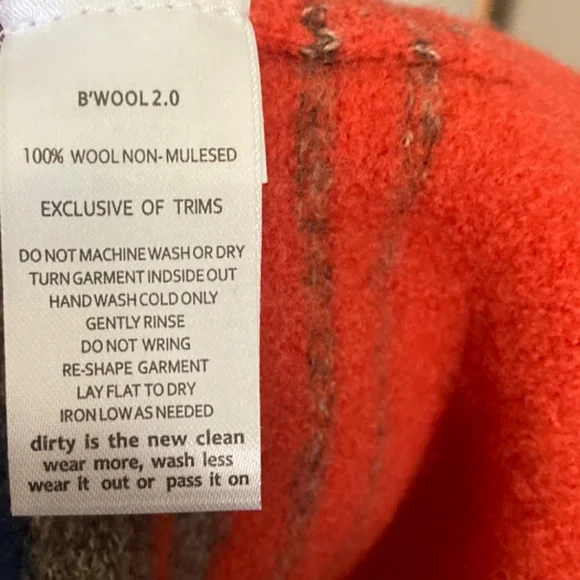 B'WOOL 2.0
100% WOOL NON-MULESED
EXCLUSIVE OF TRIMS
DO NOT MACHINE WASH OR DRY
TURN GARMENT INDSIDE OUT
HAND WASH COLD ONLY
GENTLY RINSE
DO NOT WRING
RE-SHAPE GARMENT
LAY FLAT TO DRY
IRON LOW AS NEEDED
dirty is the new clean
wear more, wash less
wear it out or pass it on